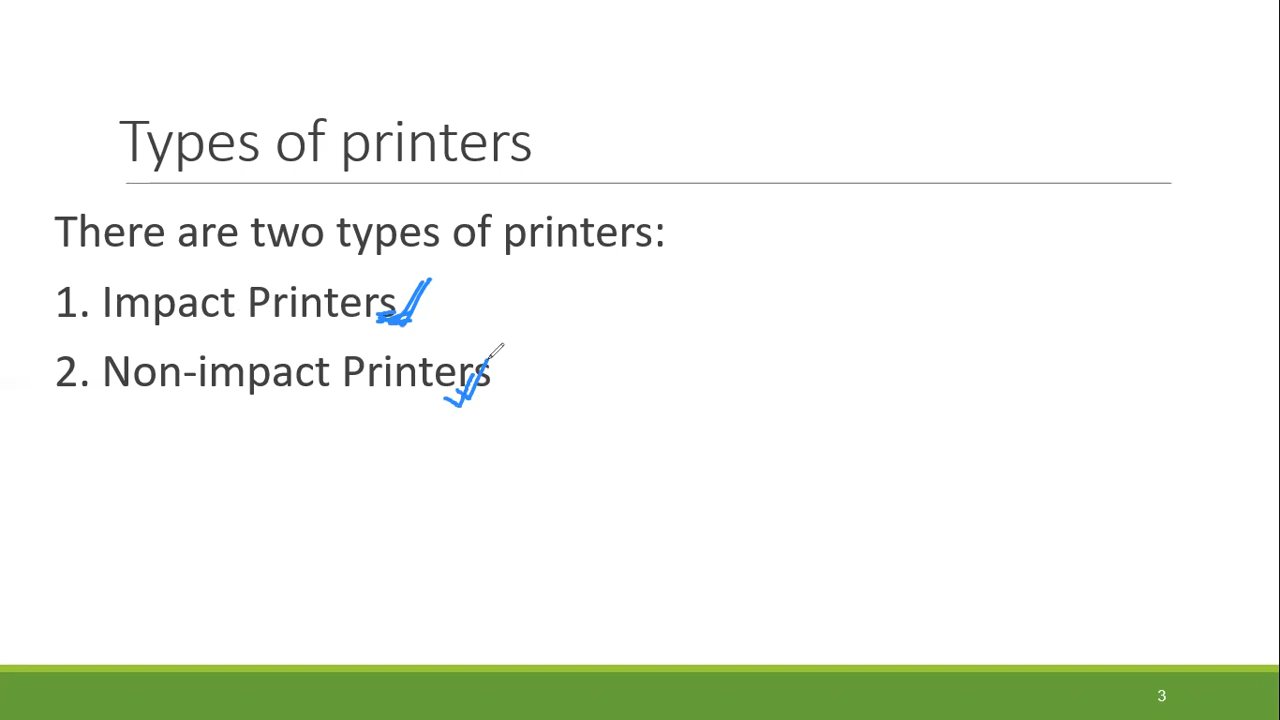 Types of printers
There are two types of printers:
1. Impact Printers
2. Non-impact Printers
3